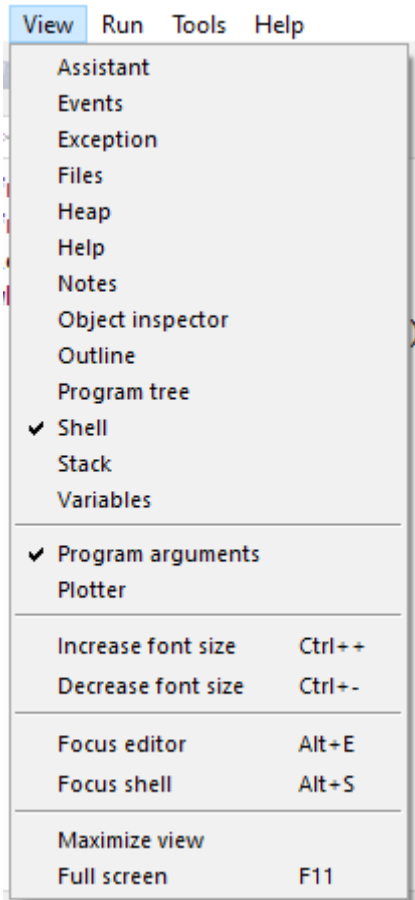 View Run Tools Help
Assistant
Events
Exception
Files
Heap
Help
Notes
Object inspector
Outline
Program tree
Shell
Stack
Variables
Program arguments
Plotter
Increase font size Ctrl++
Decrease font size Ctrl+-
Focus editor Alt+E
Focus shell Alt+S
Maximize view
Full screen F11